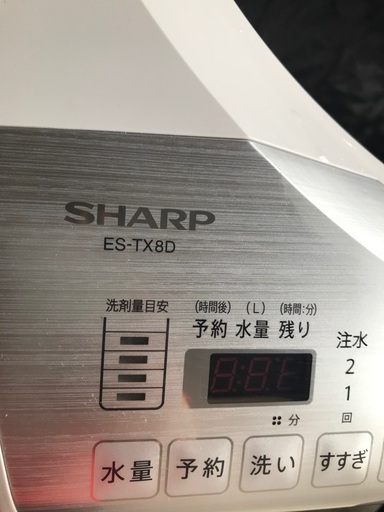 SHARP
ES-TX8D
洗剤量目安
(時間後) (L) (時間:分)
予約 水量 残り
注水
2
1
回
分
水量 予約 洗い すすぎ